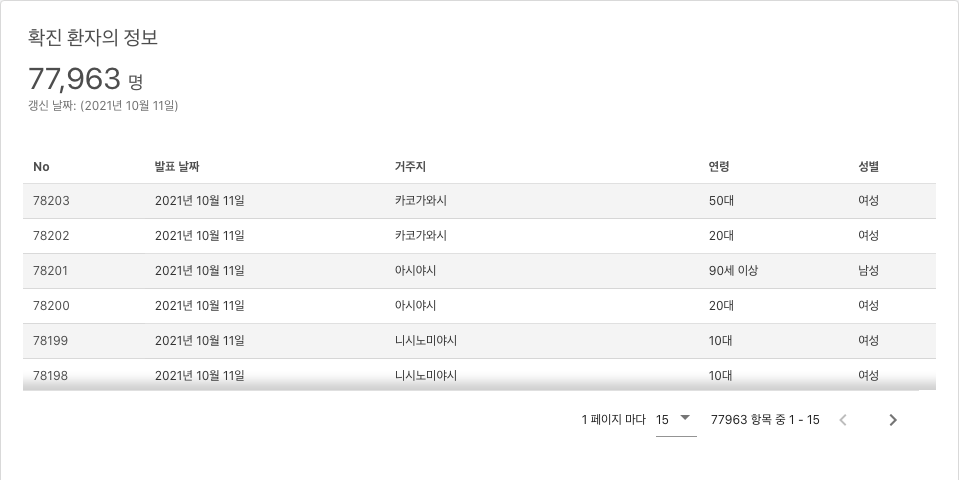 확진 환자의 정보
77,963 명
갱신 날짜: (2021년 10월 11일)
No 발표 날짜 거주지 연령 성별
78203 2021년 10월 11일 카코가와시 50대 여성
78202 2021년 10월 11일 카코가와시 20대 여성
78201 2021년 10월 11일 아시야시 90세 이상 남성
78200 2021년 10월 11일 아시야시 20대 여성
78199 2021년 10월 11일 니시노미야시 10대 여성
78198 2021년 10월 11일 니시노미야시 10대 여성
1 페이지 마다 15 77963 항목 중 1 - 15